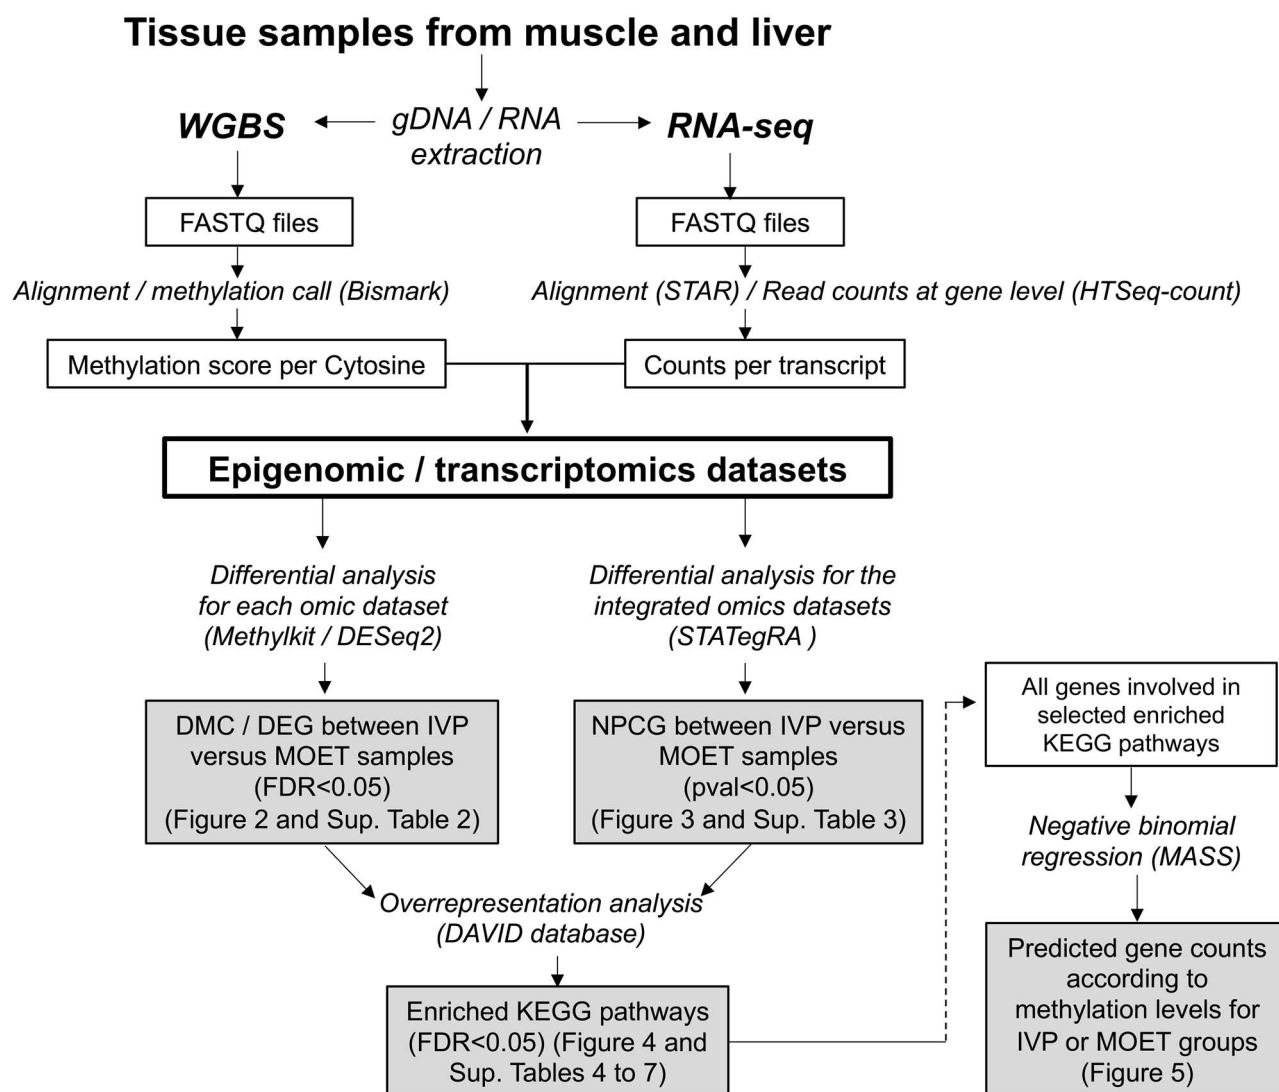 Tissue samples from muscle and liver
WGBS
gDNA / RNA
extraction
RNA-seq
FASTQ files
FASTQ files
Alignment / methylation call (Bismark)
Alignment (STAR) / Read counts at gene level (HTSeq-count)
Methylation score per Cytosine
Counts per transcript
Epigenomic / transcriptomics datasets
Differential analysis
for each omic dataset
(Methylkit / DESeq2)
Differential analysis for the
integrated omics datasets
(STATegRA )
DMC / DEG between IVP
versus MOET samples
(FDR<0.05)
(Figure 2 and Sup. Table 2)
NPCG between IVP versus
MOET samples
(pval<0.05)
(Figure 3 and Sup. Table 3)
Overrepresentation analysis
(DAVID database)
Enriched KEGG pathways
(FDR<0.05) (Figure 4 and
Sup. Tables 4 to 7)
All genes involved in
selected enriched
KEGG pathways
Negative binomial
regression (MASS)
Predicted gene counts
according to
methylation levels for
IVP or MOET groups
(Figure 5)